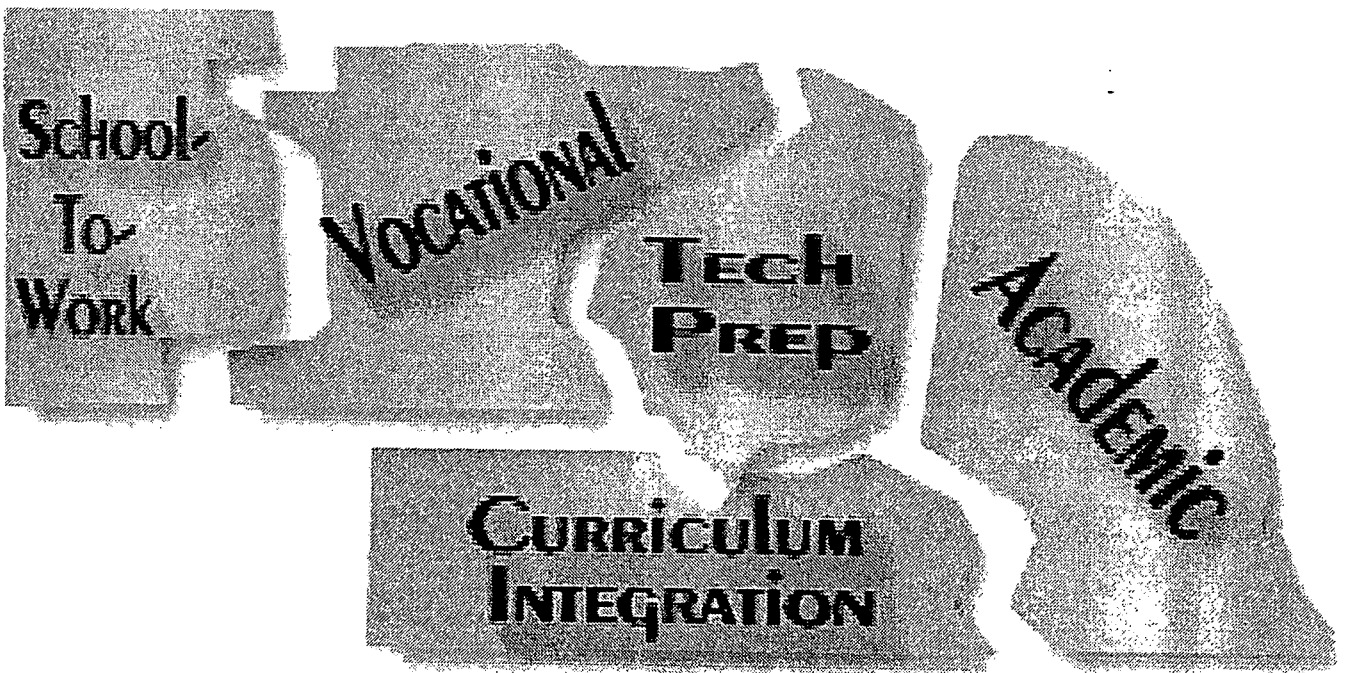 School-
To-
Work
Vocational
Tech
Prep
Academic
Curriculum
Integration